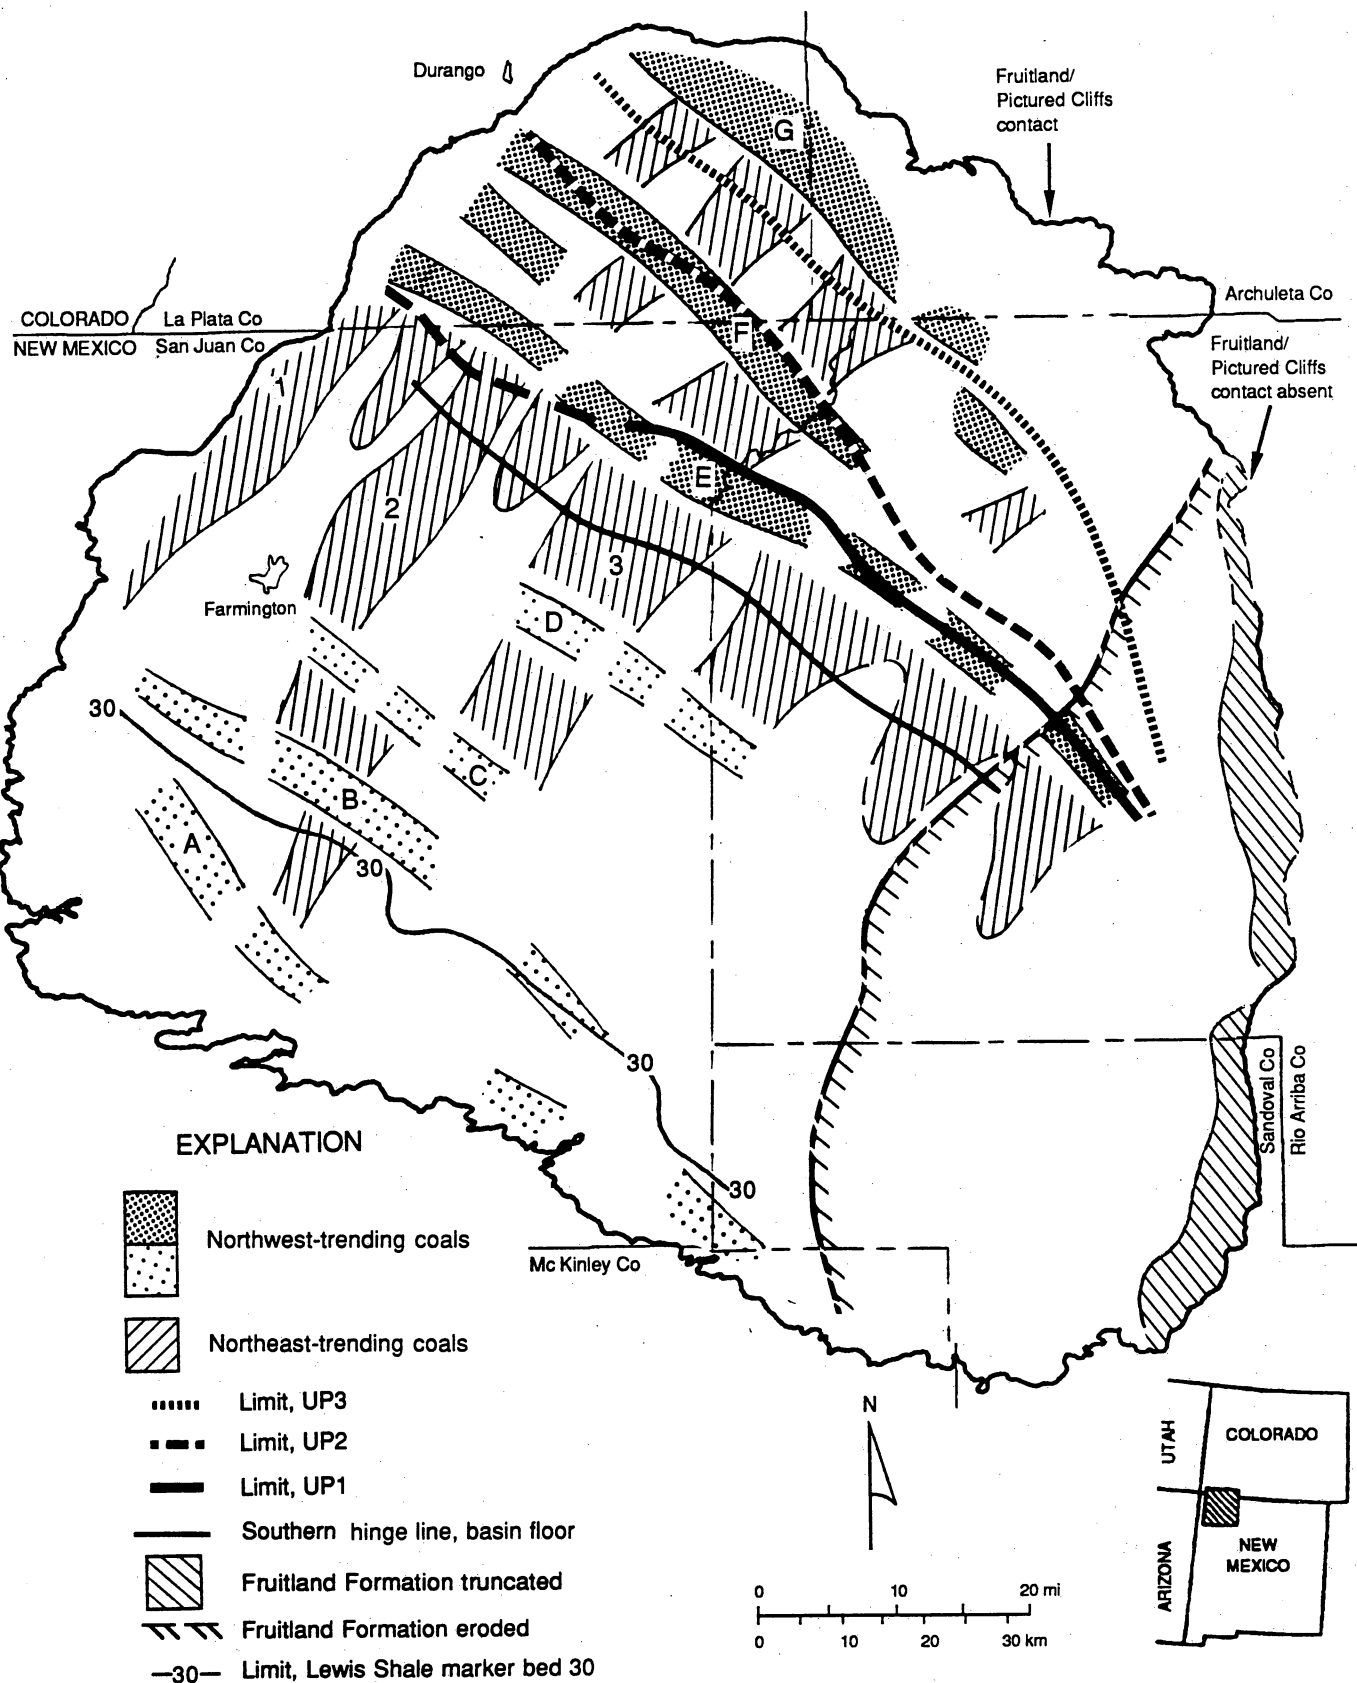 Durango
Fruitland/
Pictured Cliffs
contact
G
COLORADO
La Plata Co
NEW MEXICO
San Juan Co
Archuleta Co
Fruitland/
Pictured Cliffs
contact absent
F
1
E
2
3
Farmington
D
30
C
B
A
30
30
30
Sandoval Co
Rio Arriba Co
Mc Kinley Co
EXPLANATION
Northwest-trending coals
Northeast-trending coals
Limit, UP3
Limit, UP2
Limit, UP1
Southern hinge line, basin floor
Fruitland Formation truncated
Fruitland Formation eroded
—30— Limit, Lewis Shale marker bed 30
N
0 10 20 mi
0 10 20 30 km
UTAH
COLORADO
ARIZONA
NEW
MEXICO